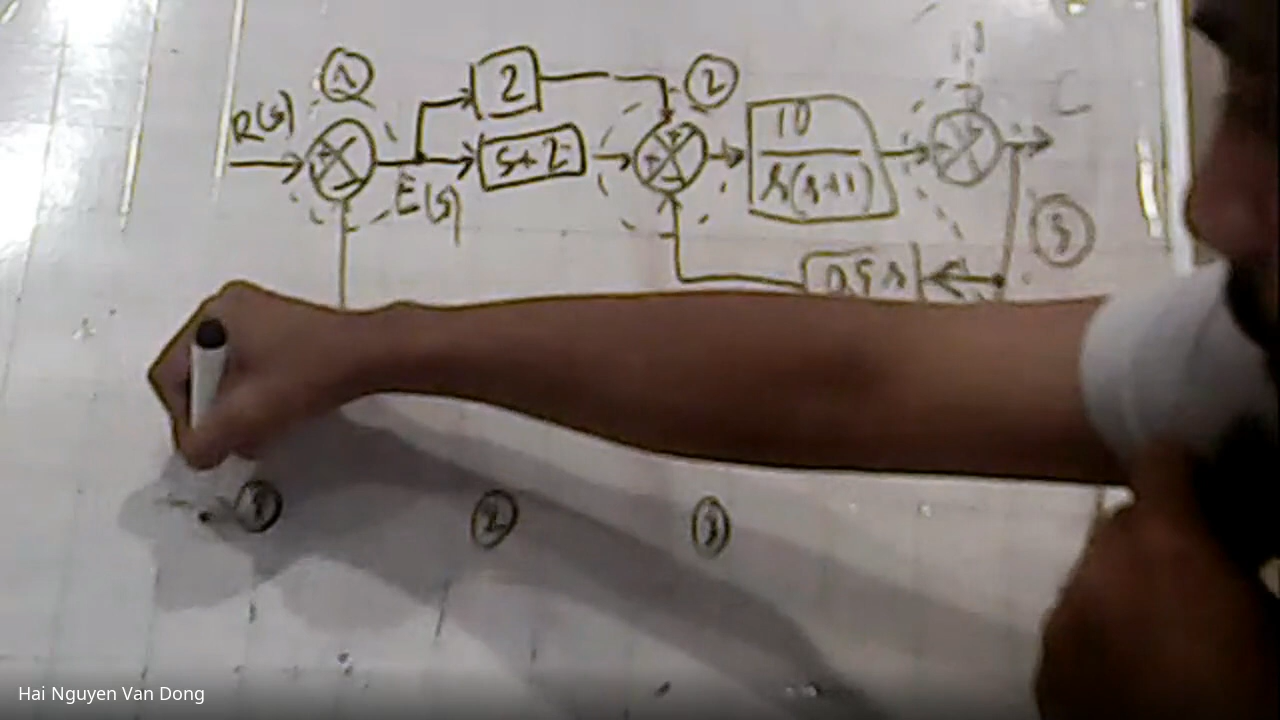 R(s)
1
2
s+2
E(s)
2
10
s(s+1)
C
3
0,5s
1
2
3
Hai Nguyen Van Dong